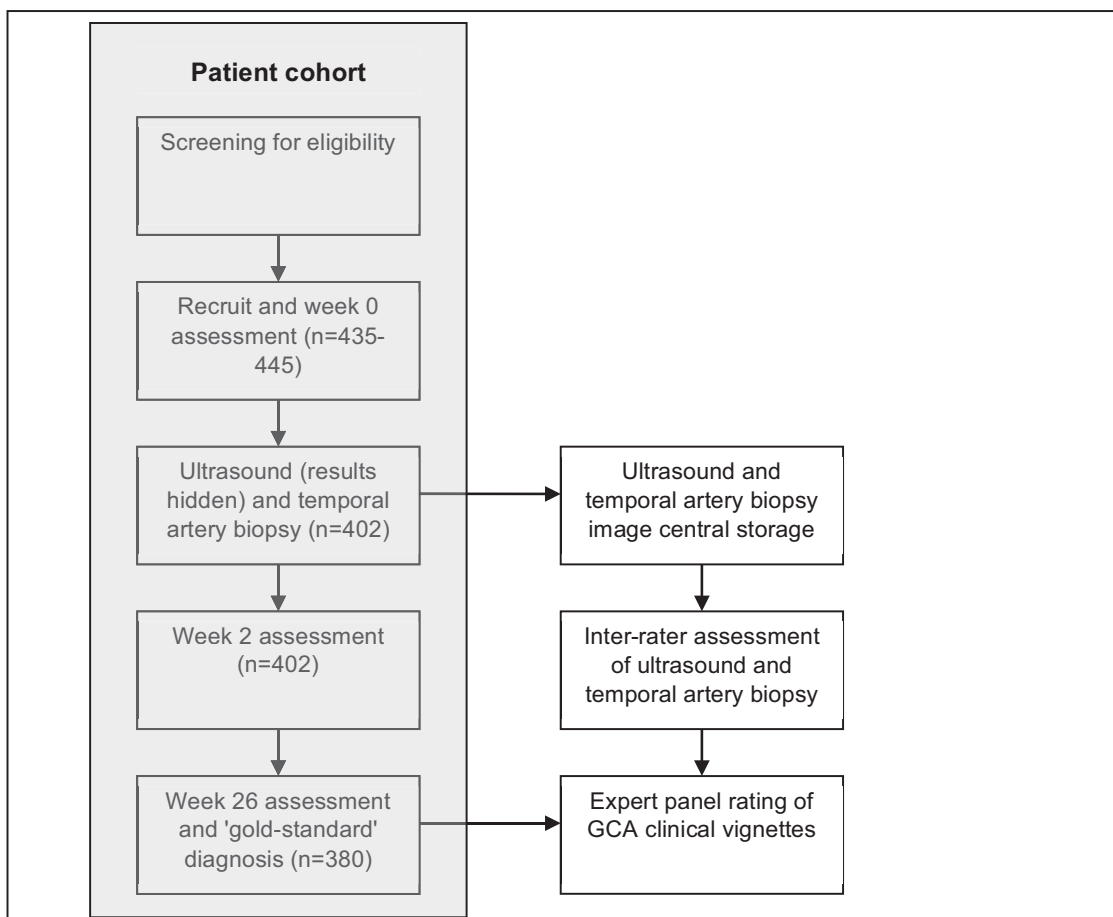 Patient cohort
Screening for eligibility
Recruit and week 0
assessment (n=435-
445)
Ultrasound (results
hidden) and temporal
artery biopsy (n=402)
Ultrasound and
temporal artery biopsy
image central storage
Week 2 assessment
(n=402)
Inter-rater assessment
of ultrasound and
temporal artery biopsy
Week 26 assessment
and 'gold-standard'
diagnosis (n=380)
Expert panel rating of
GCA clinical vignettes